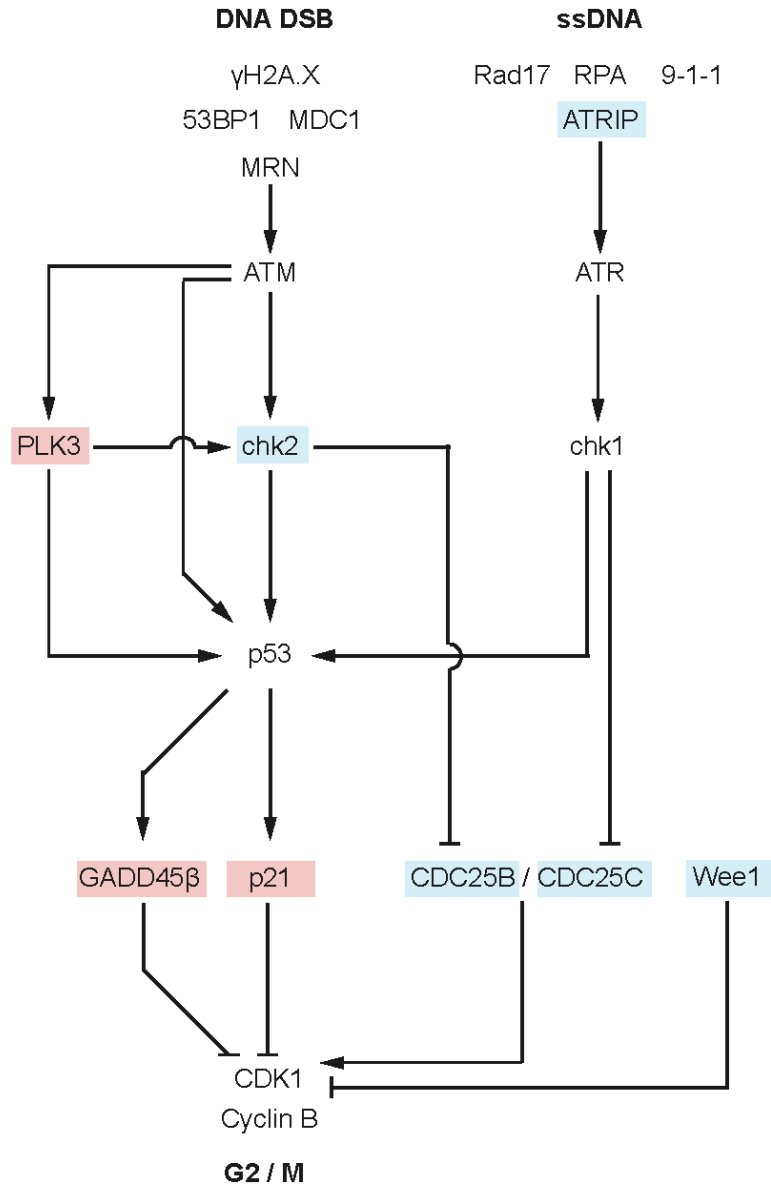 DNA DSB ssDNA
γH2A.X Rad17 RPA 9-1-1
53BP1 MDC1 ATRIP
MRN
ATM ATR
PLK3 chk2 chk1
p53
GADD45β p21 CDC25B / CDC25C Wee1
CDK1
Cyclin B
G2 / M